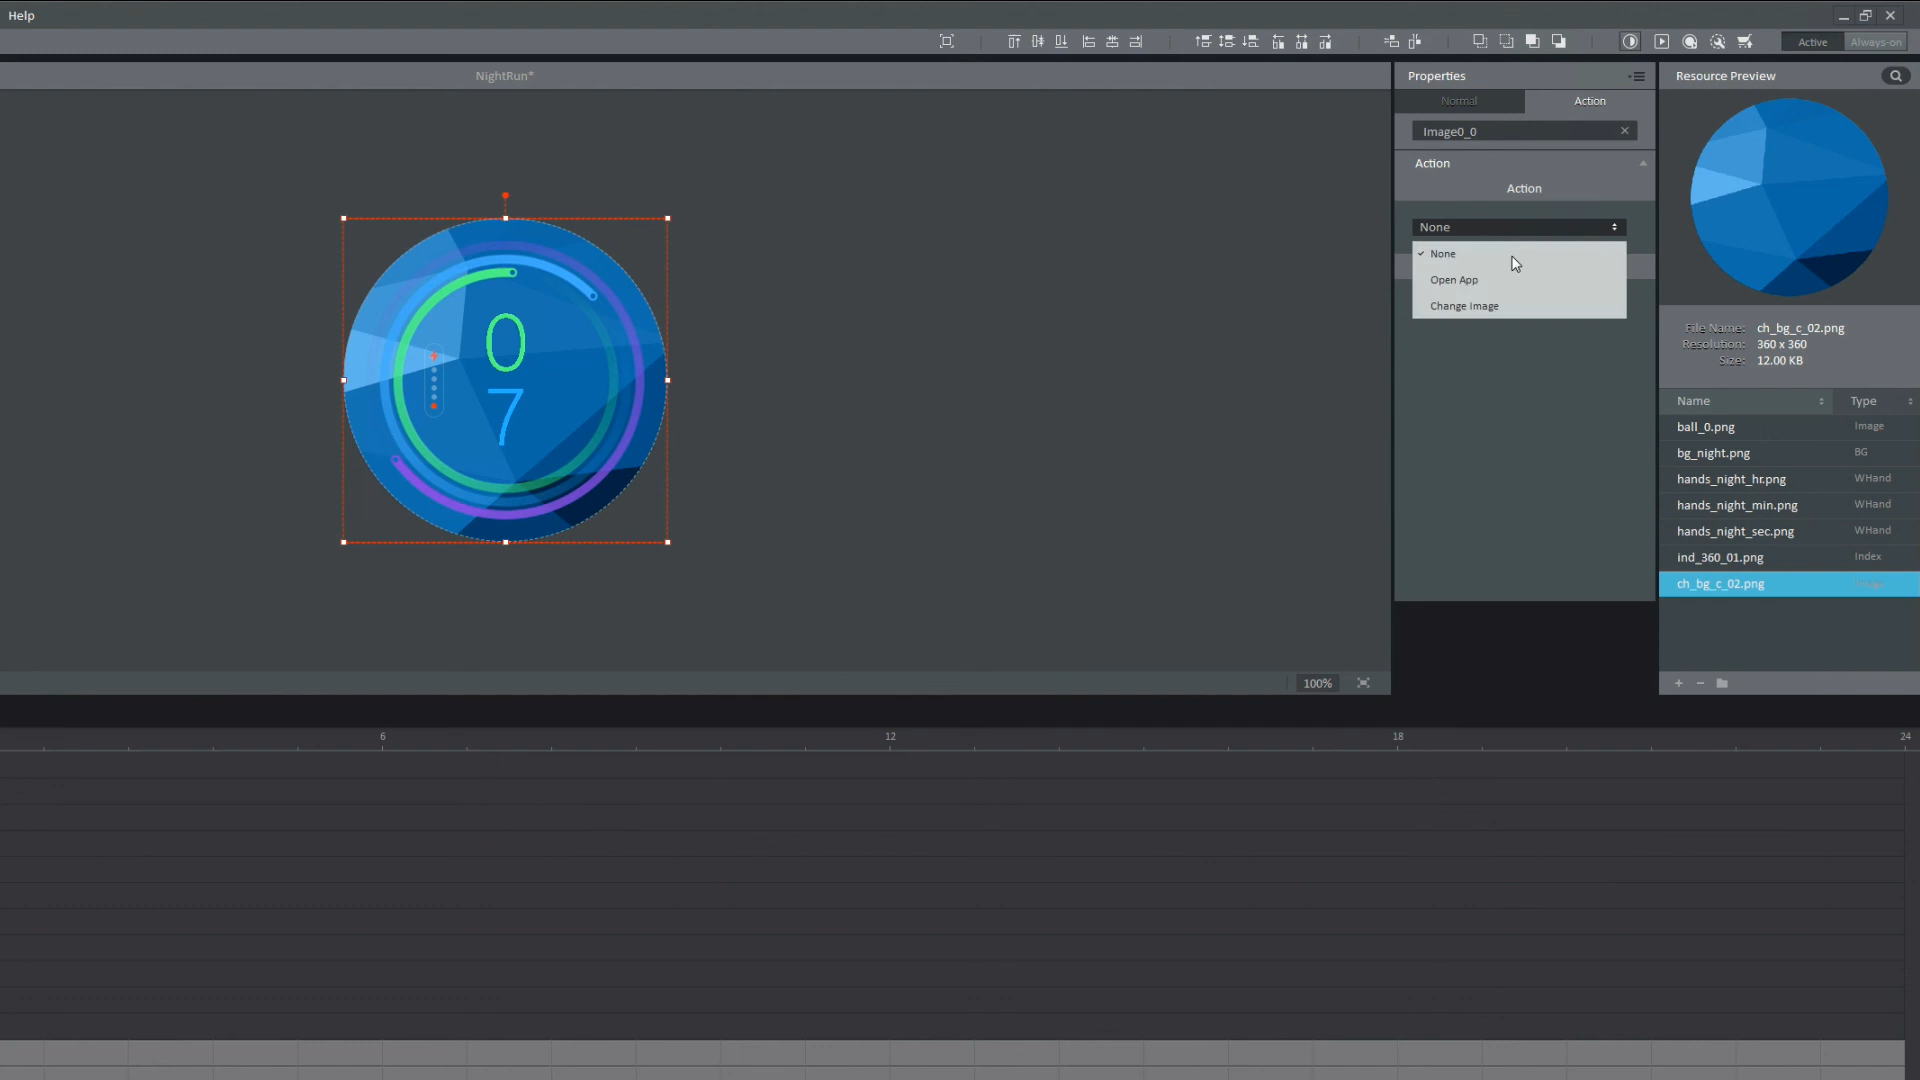 Help
Active Always-on
NightRun*
Properties
Resource Preview
Normal Action
Image0_0
Action
Action
None
None
Open App
Change Image
0
7
File Name: ch_bg_c_02.png
Resolution: 360 x 360
Size: 12.00 KB
Name Type
ball_0.png Image
bg_night.png BG
hands_night_hr.png WHand
hands_night_min.png WHand
hands_night_sec.png WHand
ind_360_01.png Index
ch_bg_c_02.png Image
100%
6 12 18 24